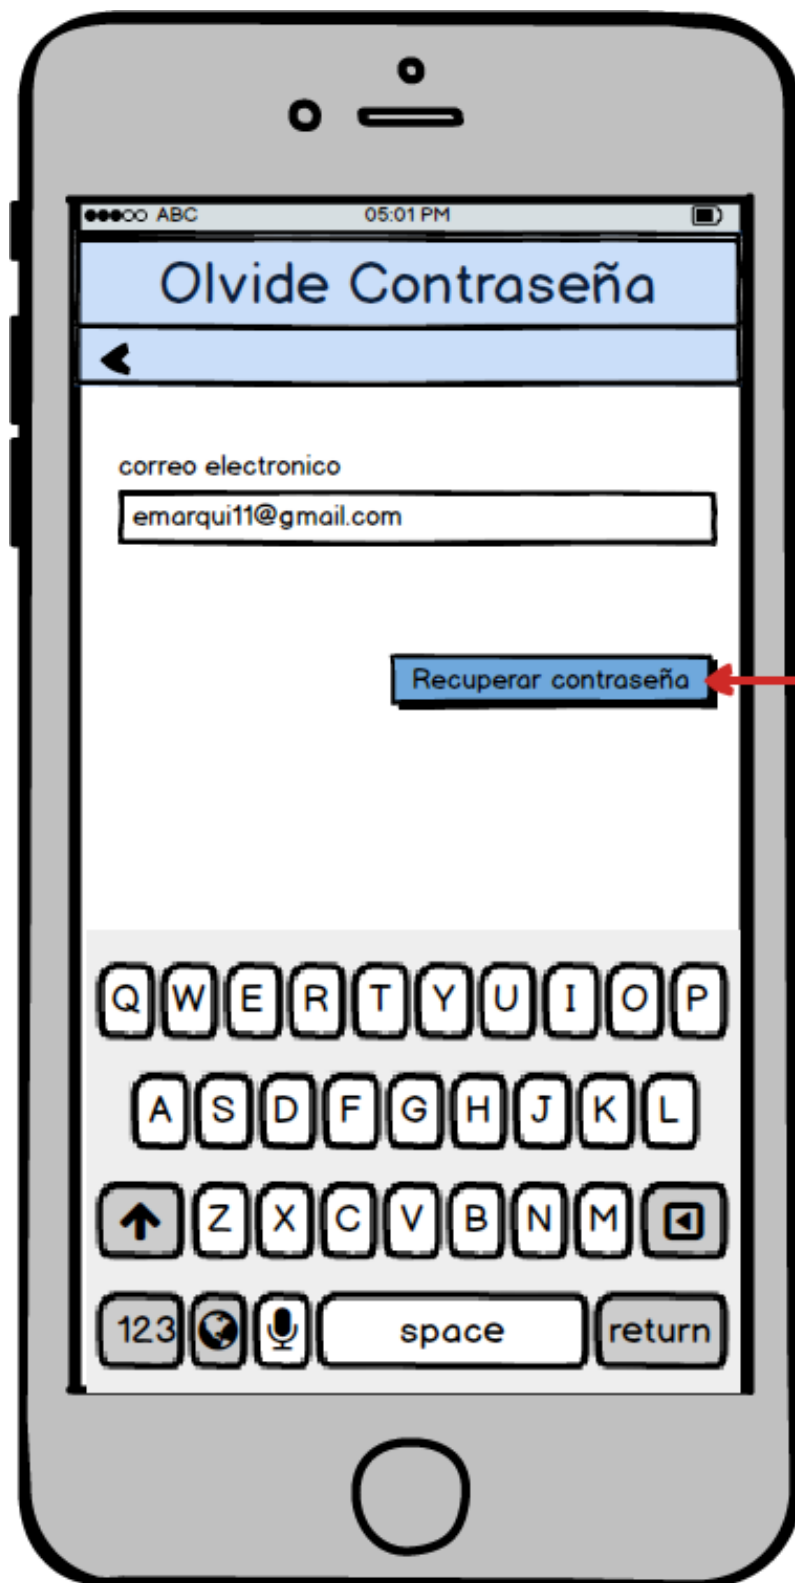 ABC 05:01 PM
Olvide Contraseña
correo electronico
emarqui11@gmail.com
Recuperar contraseña
Q W E R T Y U I O P
A S D F G H J K L
Z X C V B N M
123 space return